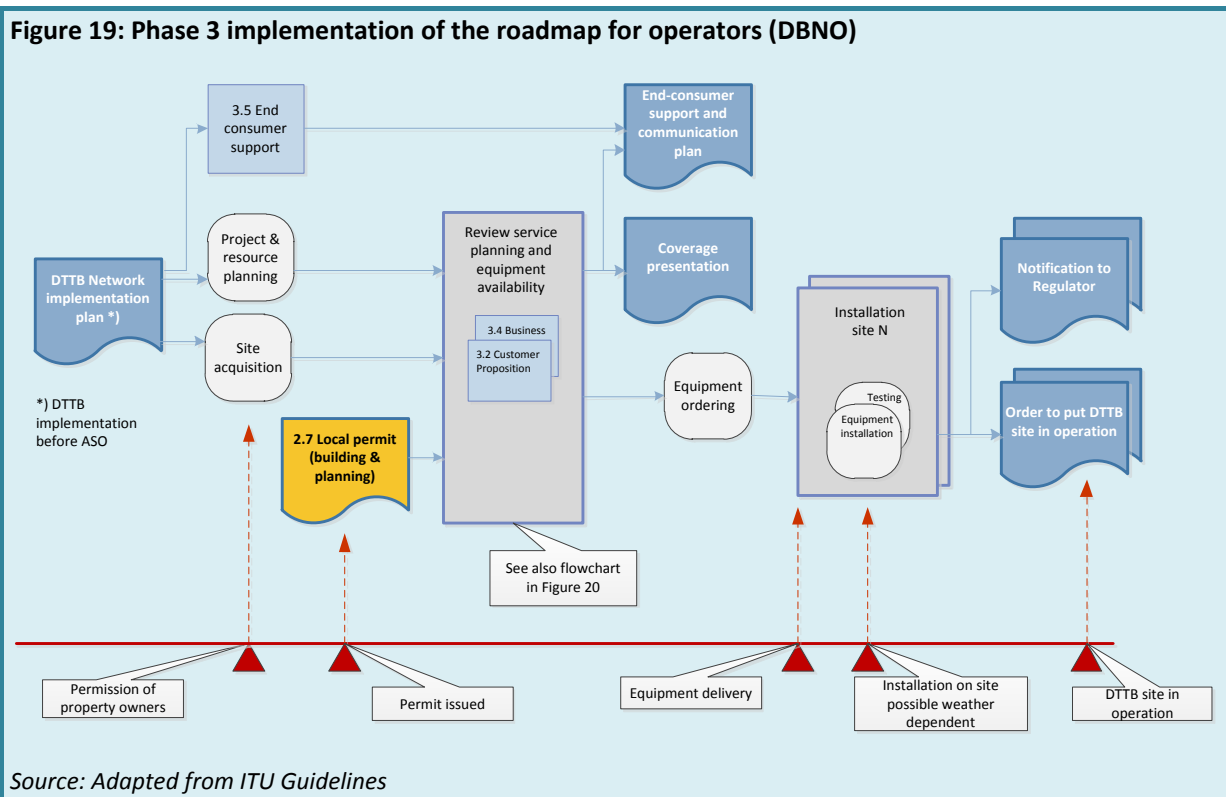 Figure 19: Phase 3 implementation of the roadmap for operators (DBNO)
3.5 End
consumer
support
End-consumer
support and
communication
plan
Project &
resource
planning
Review service
planning and
equipment
availability
Coverage
presentation
Notification to
Regulator
DTTB Network
implementation
plan *)
Installation
site N
3.4 Business
3.2 Customer
Proposition
Site
acquisition
Equipment
ordering
Testing
Equipment
installation
Order to put DTTB
site in operation
*) DTTB
implementation
before ASO
2.7 Local permit
(building &
planning)
See also flowchart
in Figure 20
Permission of
property owners
Permit issued
Equipment delivery
Installation on site
possible weather
dependent
DTTB site in
operation
Source: Adapted from ITU Guidelines